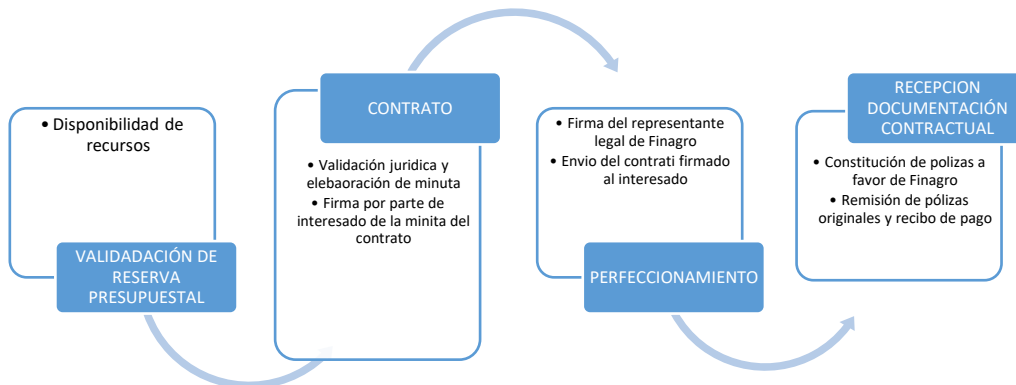 • Disponibilidad de
recursos
VALIDADACIÓN DE
RESERVA
PRESUPUESTAL
CONTRATO
• Validación juridica y
elebaoración de minuta
• Firma por parte de
interesado de la minita del
contrato
• Firma del representante
legal de Finagro
• Envio del contrati firmado
al interesado
PERFECCIONAMIENTO
RECEPCION
DOCUMENTACIÓN
CONTRACTUAL
• Constitución de polizas a
favor de Finagro
• Remisión de pólizas
originales y recibo de pago